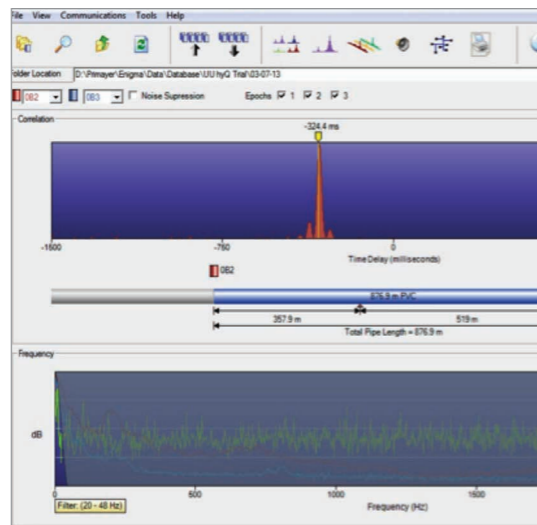 File View Communications Tools Help
Folder Location D:\Primayer\Enigma\Data\Database\UU hyQ Trial\03-07-13
0B2 0B3 Noise Supression Epochs 1 2 3
Correlation
-324.4 ms
-1500 -750 0
Time Delay (milliseconds)
0B2
876.9 m PVC
357.9 m 519 m
Total Pipe Length = 876.9 m
Frequency
dB
0 500 1000 1500
Filter: (20 - 48 Hz) Frequency (Hz)